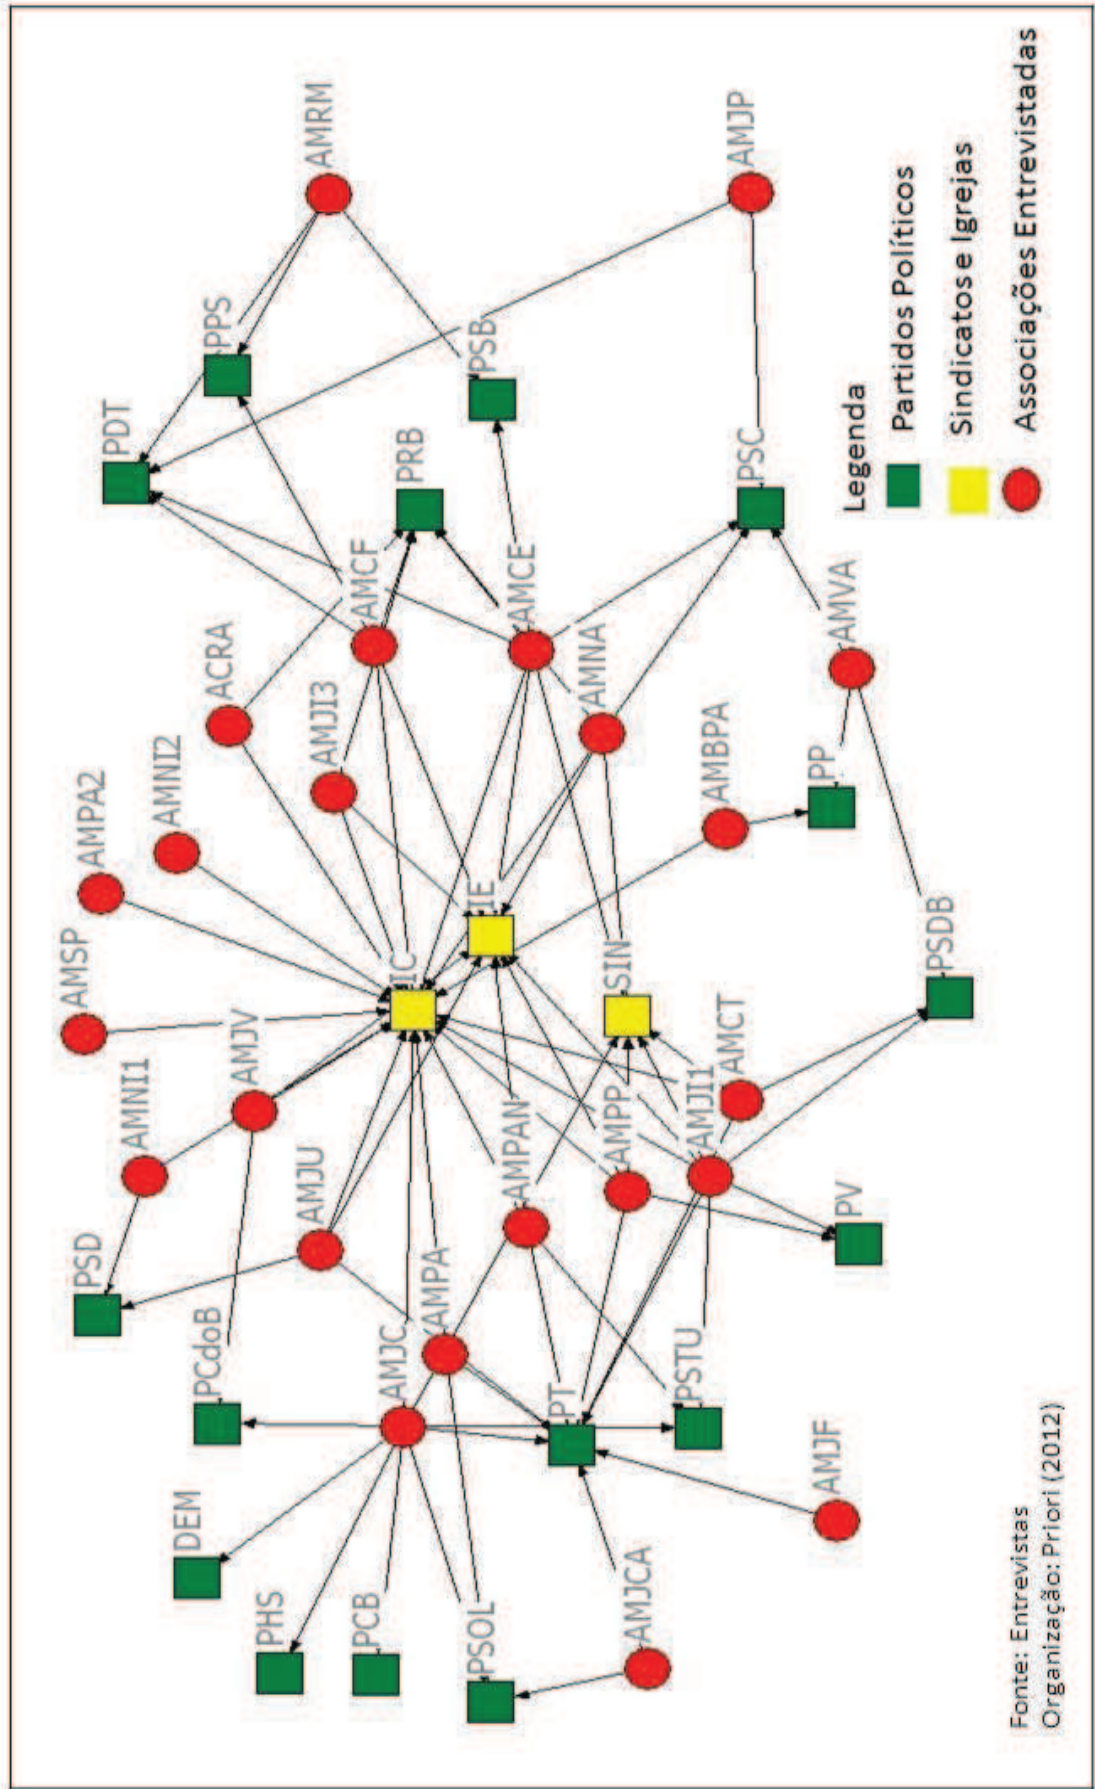 AMSP
AMPA2
AMNI1
PSD
AMNI2
PDT
AMJV
ACRA
PPS
AMRM
DEM
PCdoB
AMJU
AMJI3
AMCF
PHS
AMJC
IC
PRB
PCB
AMPA
IE
AMCE
PSB
PSOL
AMPAN
AMNA
PT
AMPP
SIN
AMJCA
PSTU
AMJI1
AMCT
AMBPA
PSC
AMJP
AMJF
PV
PP
AMVA
PSDB
Legenda
Partidos Políticos
Sindicatos e Igrejas
Associações Entrevistadas
Fonte: Entrevistas
Organização: Priori (2012)